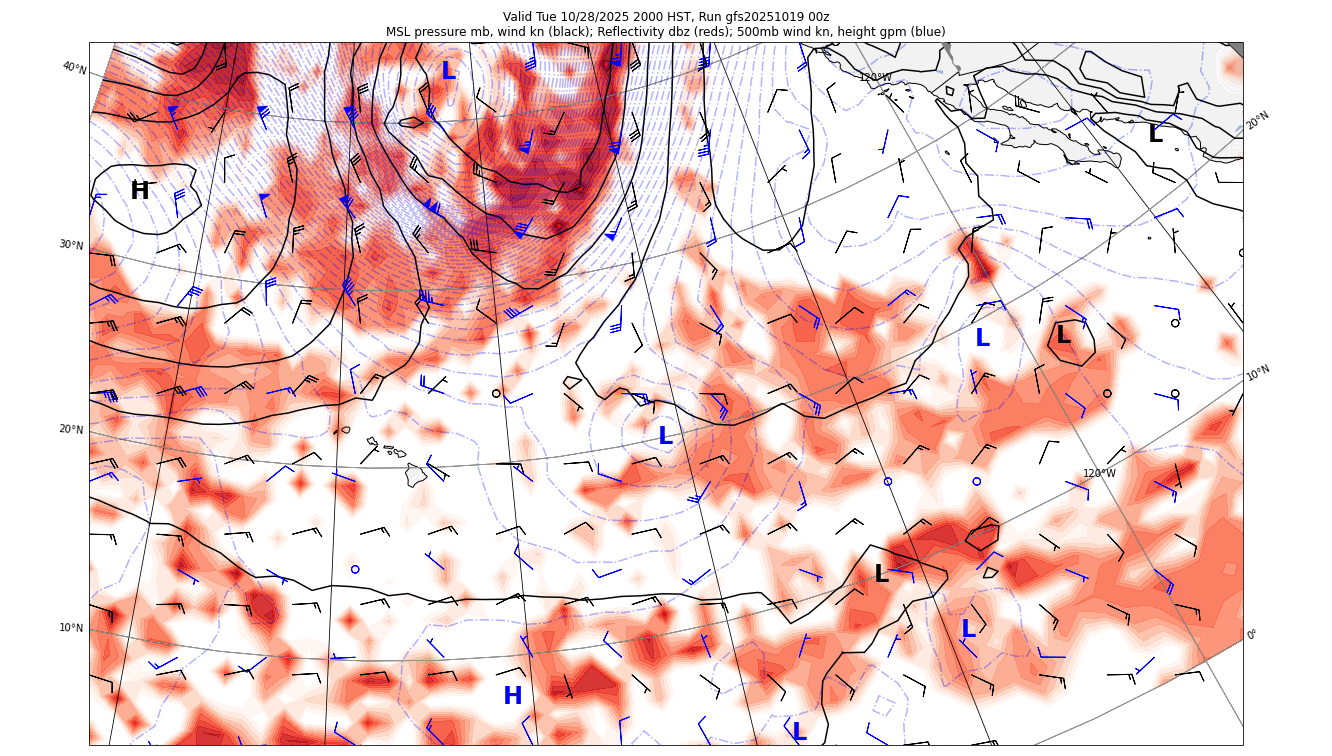 Valid Tue 10/28/2025 2000 HST, Run gfs20251019 00z
MSL pressure mb, wind kn (black); Reflectivity dbz (reds); 500mb wind kn, height gpm (blue)
40°N
L
120°W
20°N
L
H
30°N
L
L
10°N
20°N
L
120°W
L
10°N
L
0°
H
L